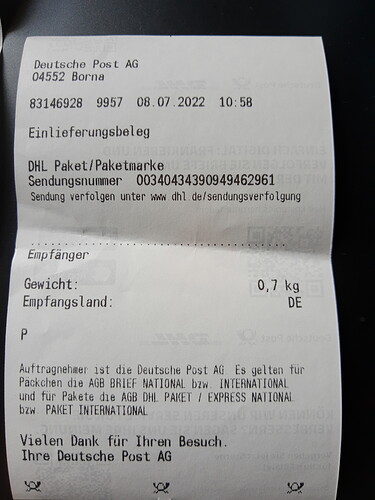 Deutsche Post AG
04552 Borna
83146928 9957 08.07.2022 10:58
Einlieferungsbeleg
DHL Paket/Paketmarke
Sendungsnummer 00340434390949462961
Sendung verfolgen unter www dhl de/sendungsverfolgung
Empfänger
Gewicht: 0,7 kg
Empfangsland: DE
P
Auftragnehmer ist die Deutsche Post AG Es gelten für
Päckchen die AGB BRIEF NATIONAL bzw. INTERNATIONAL
und für Pakete die AGB DHL PAKET / EXPRESS NATIONAL
bzw. PAKET INTERNATIONAL
Vielen Dank für Ihren Besuch.
Ihre Deutsche Post AG